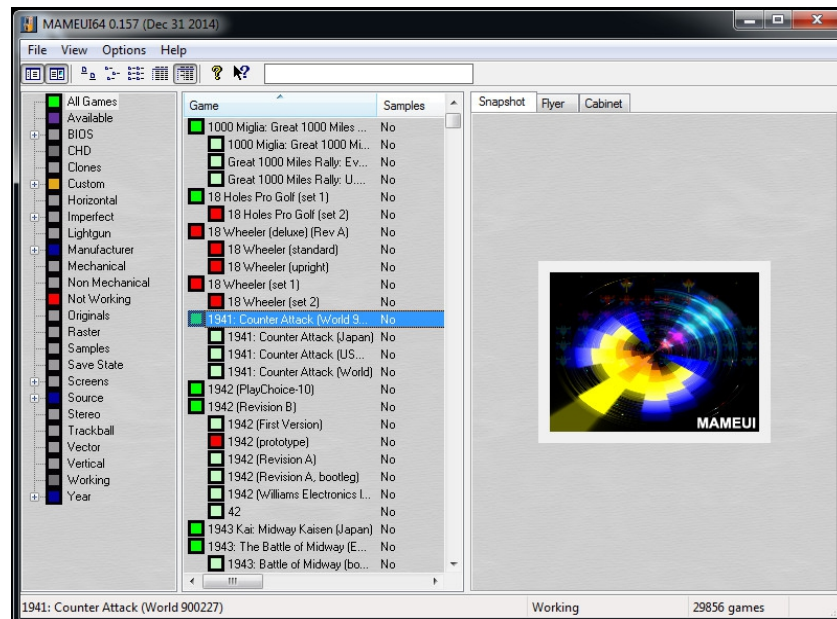 MAMEUI64 0.157 (Dec 31 2014)
File View Options Help
All Games
Available
BIOS
CHD
Clones
Custom
Horizontal
Imperfect
Lightgun
Manufacturer
Mechanical
Non Mechanical
Not Working
Originals
Raster
Samples
Save State
Screens
Source
Stereo
Trackball
Vector
Vertical
Working
Year
Game Samples
1000 Miglia: Great 1000 Miles ... No
1000 Miglia: Great 1000 Mi... No
Great 1000 Miles Rally: Ev... No
Great 1000 Miles Rally: U.... No
18 Holes Pro Golf (set 1) No
18 Holes Pro Golf (set 2) No
18 Wheeler (deluxe) (Rev A) No
18 Wheeler (standard) No
18 Wheeler (upright) No
18 Wheeler (set 1) No
18 Wheeler (set 2) No
1941: Counter Attack (World 9... No
1941: Counter Attack (Japan) No
1941: Counter Attack (US... No
1941: Counter Attack (World) No
1942 (PlayChoice-10) No
1942 (Revision B) No
1942 (First Version) No
1942 (prototype) No
1942 (Revision A) No
1942 (Revision A, bootleg) No
1942 (Williams Electronics I... No
42 No
1943 Kai: Midway Kaisen (Japan) No
1943: The Battle of Midway (E... No
1943: Battle of Midway (bo... No
Snapshot Flyer Cabinet
MAMEUI
1941: Counter Attack (World 900227) Working 29856 games